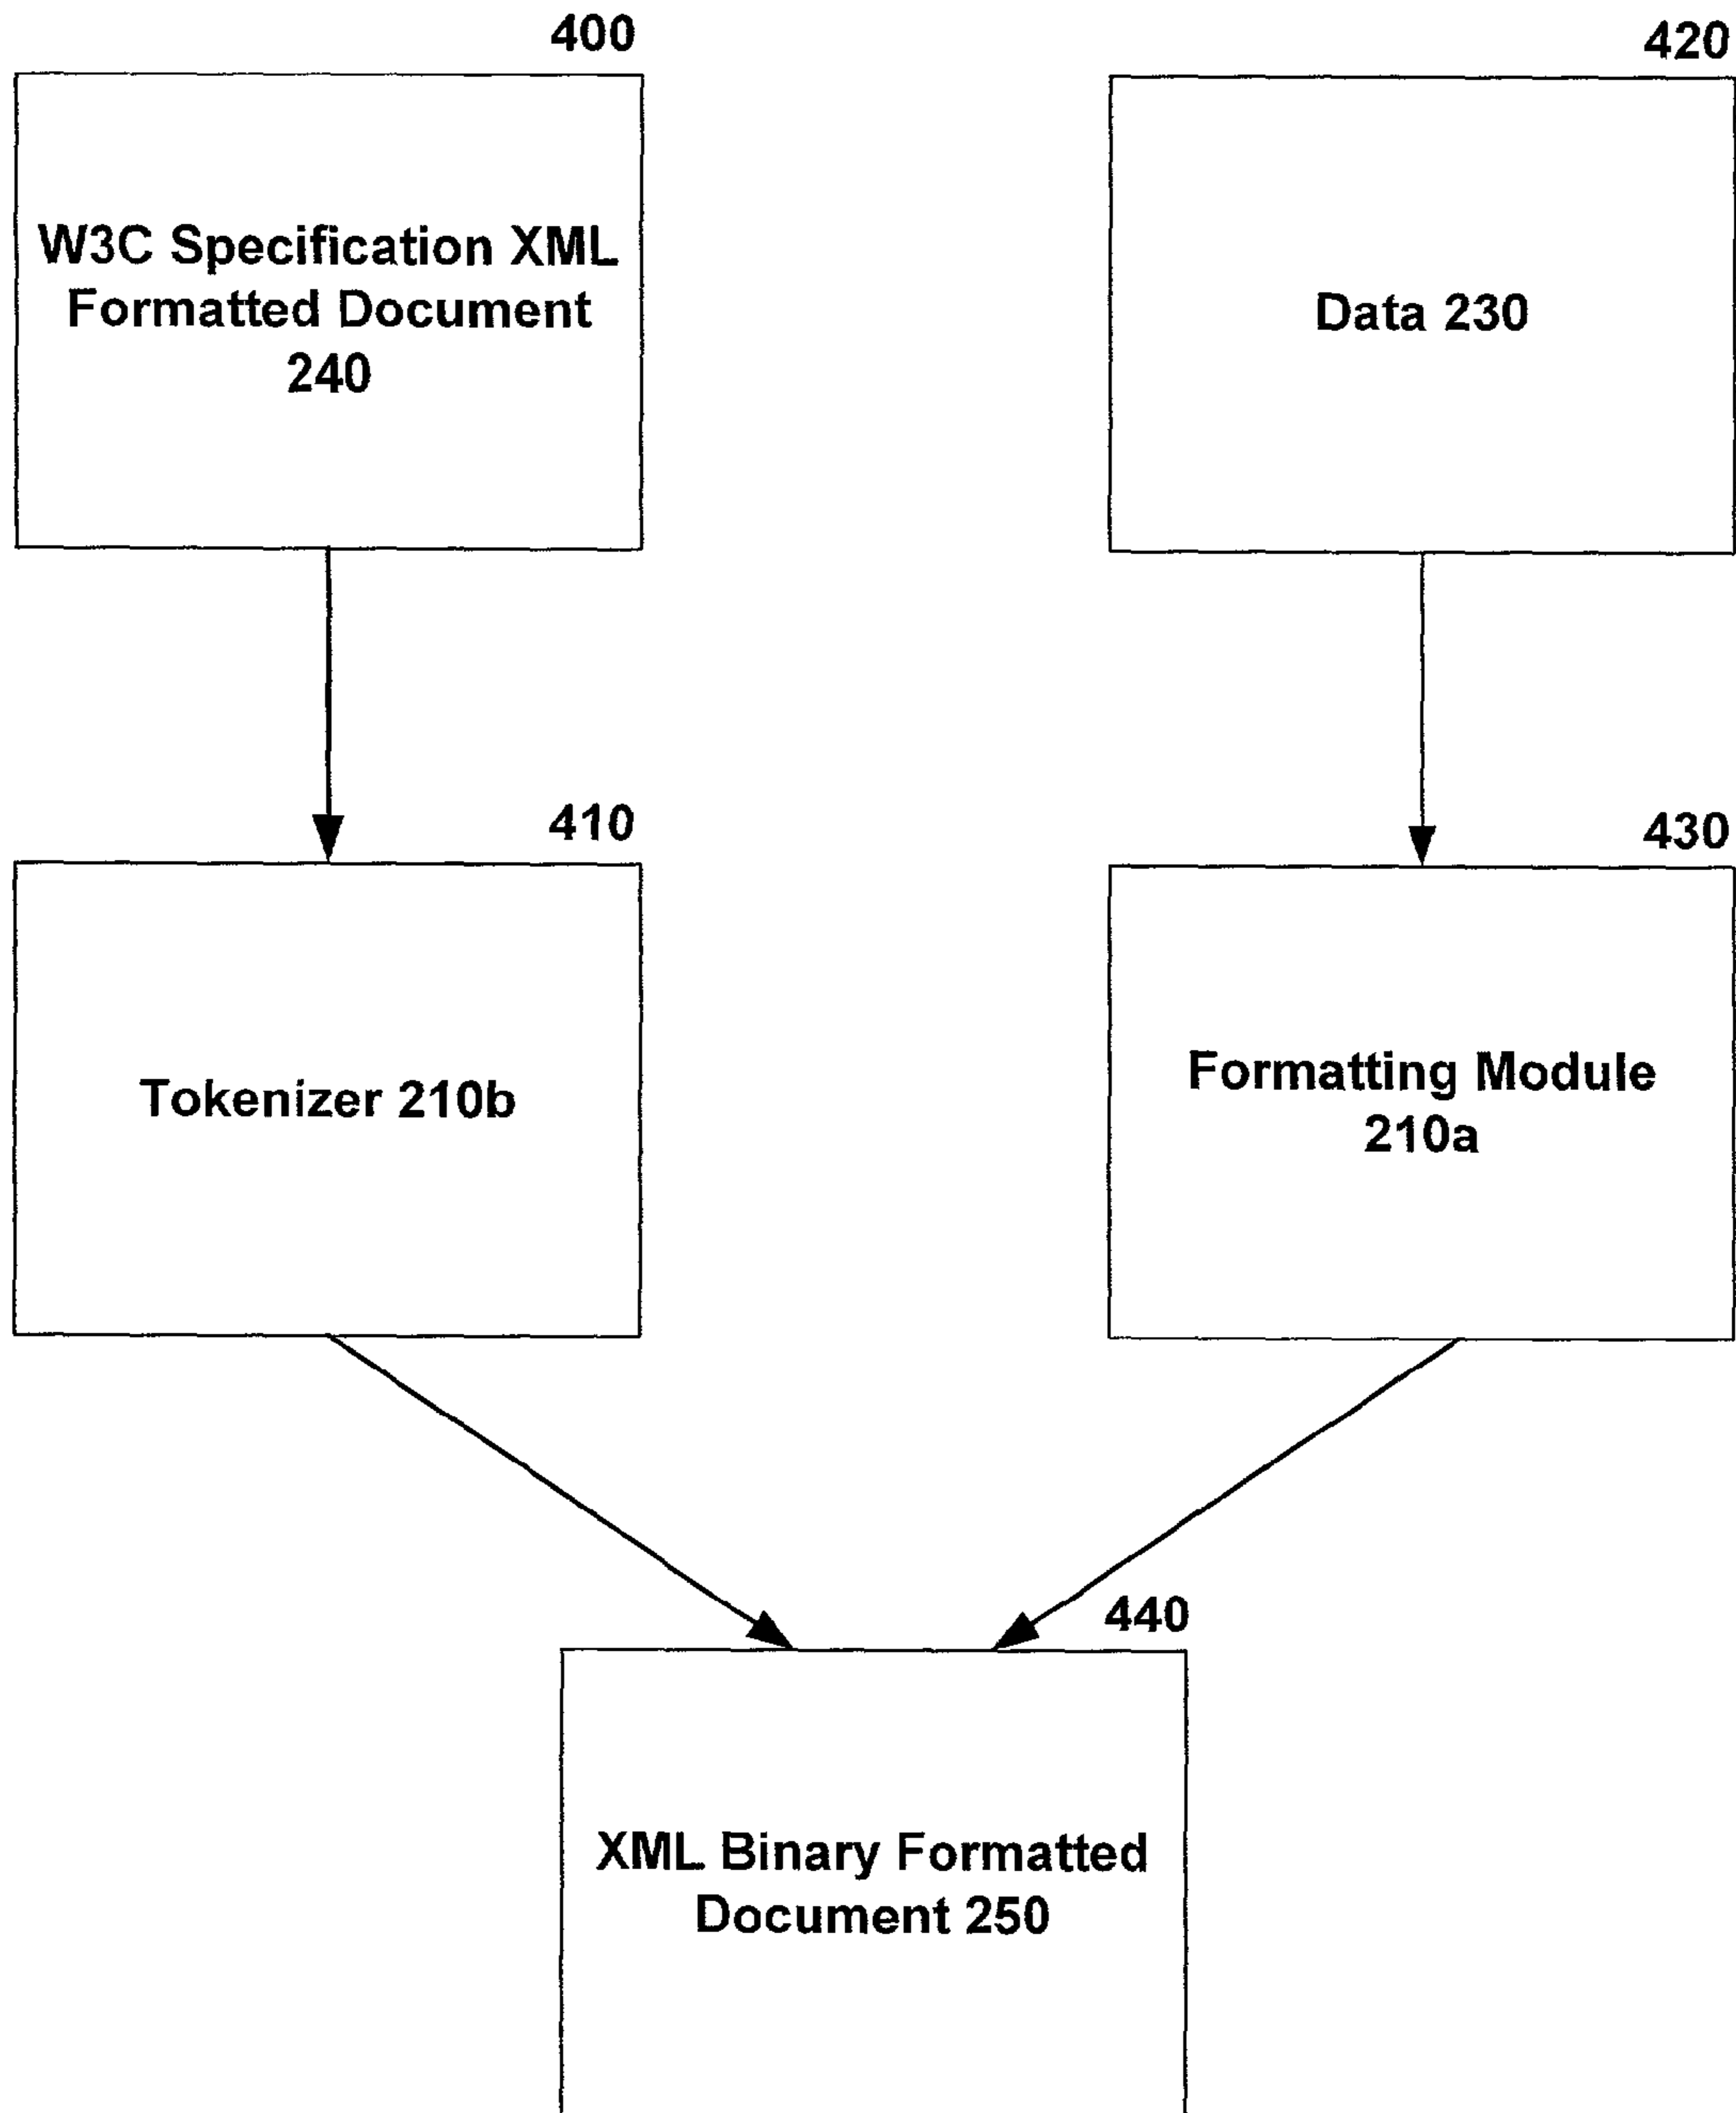 400
W3C Specification XML
Formatted Document
240
420
Data 230
410
Tokenizer 210b
430
Formatting Module
210a
440
XML Binary Formatted
Document 250